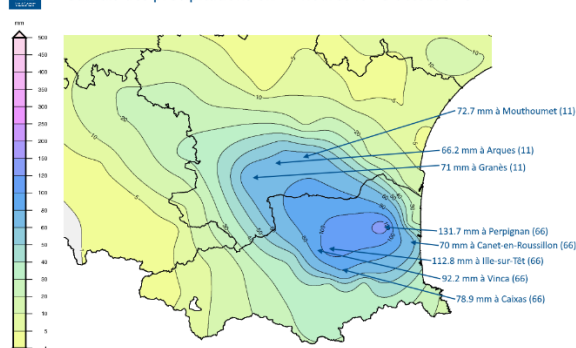 mm
500
450
400
350
300
250
200
150
120
100
80
60
50
40
30
20
10
5
72.7 mm à Mouthoumet (11)
66.2 mm à Arques (11)
71 mm à Granès (11)
131.7 mm à Perpignan (66)
70 mm à Canet-en-Roussillon (66)
112.8 mm à Ille-sur-Têt (66)
92.2 mm à Vinca (66)
78.9 mm à Caixas (66)